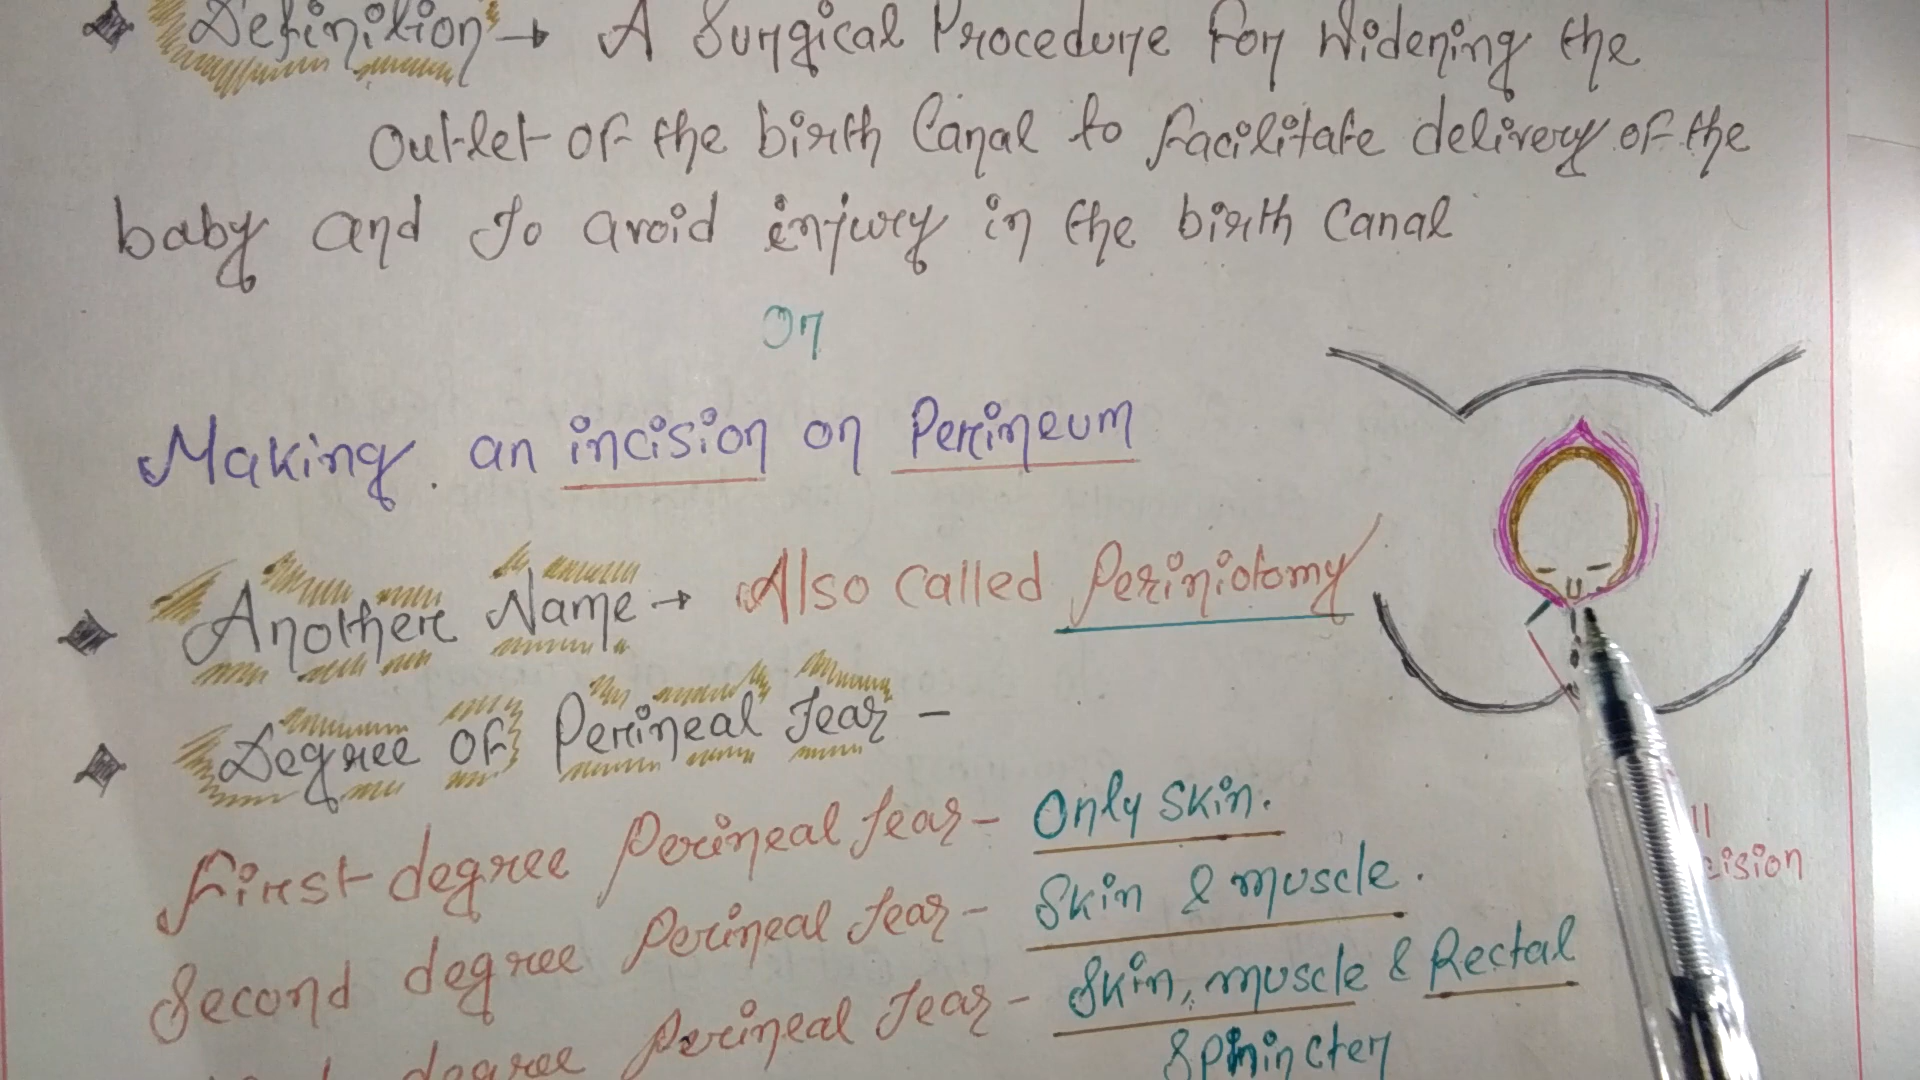 Definition → A Surgical Procedure For Widening the
Outlet OF the birth Canal to facilitate delivery of the
baby and To avoid injury in the birth Canal
Or
Making an incision on Perineum
Another Name → Also called Periniotomy
Degree OF Perineal Tear –
First degree Perineal tear – Only skin.
Second degree Perineal tear – Skin & muscle.
degree Perineal tear – Skin, muscle & Rectal
Sphincter
cision